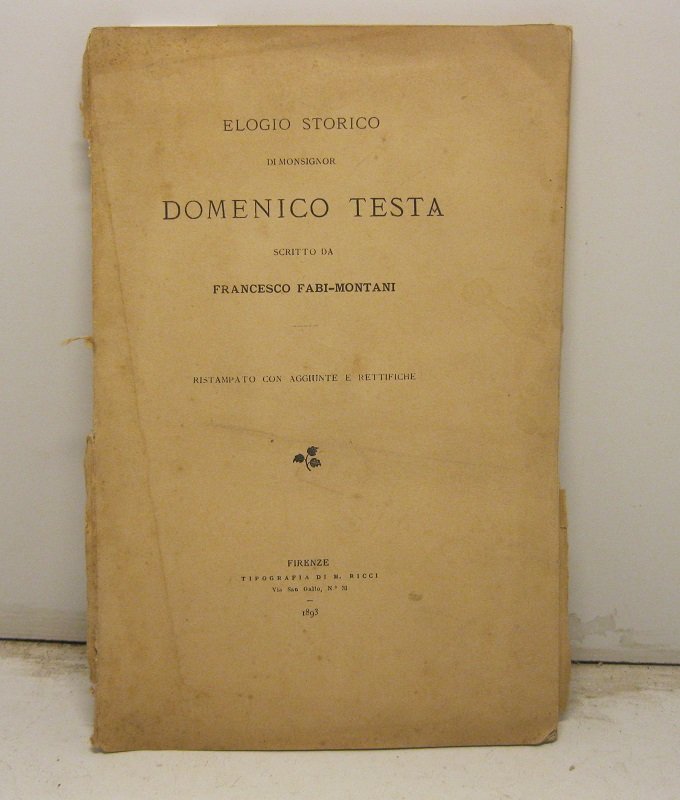 ELOGIO STORICO
DI MONSIGNOR
DOMENICO TESTA
SCRITTO DA
FRANCESCO FABI-MONTANI
RISTAMPATO CON AGGIUNTE E RETTIFICHE
FIRENZE
TIPOGRAFIA DI M. RICCI
Via San Gallo, N.º 31
1893